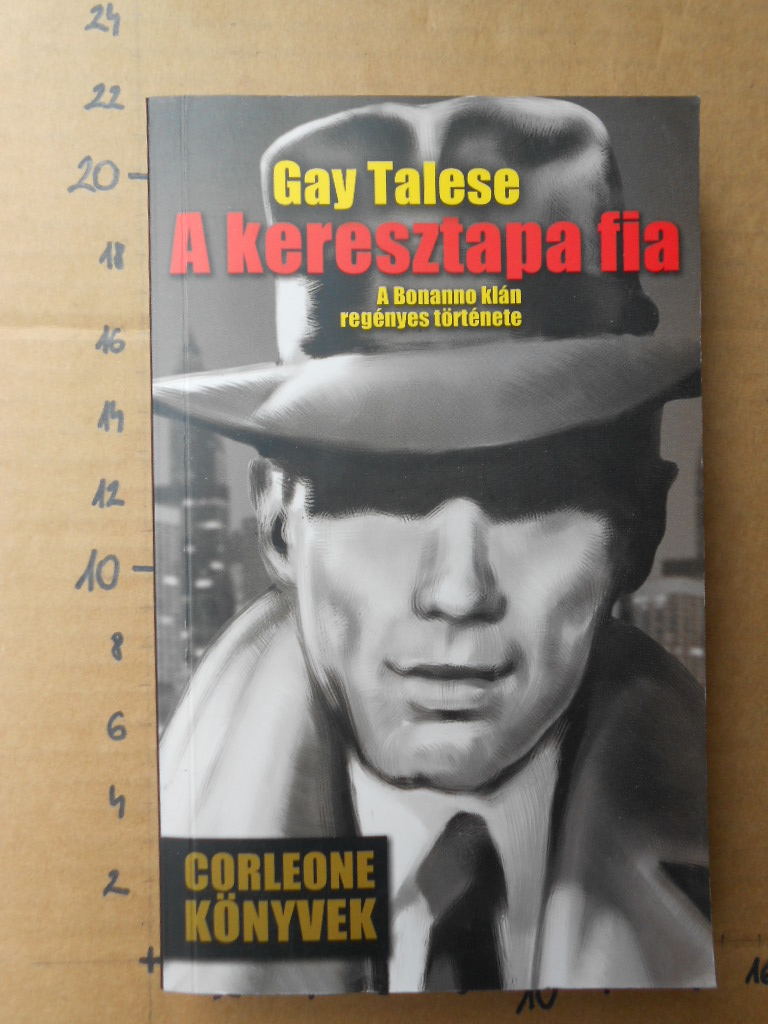 24
22
20
Gay Talese
A keresztapa fia
18
A Bonanno klán
regényes története
16
14
12
10
8
6
4
2
CORLEONE
KÖNYVEK
10
16